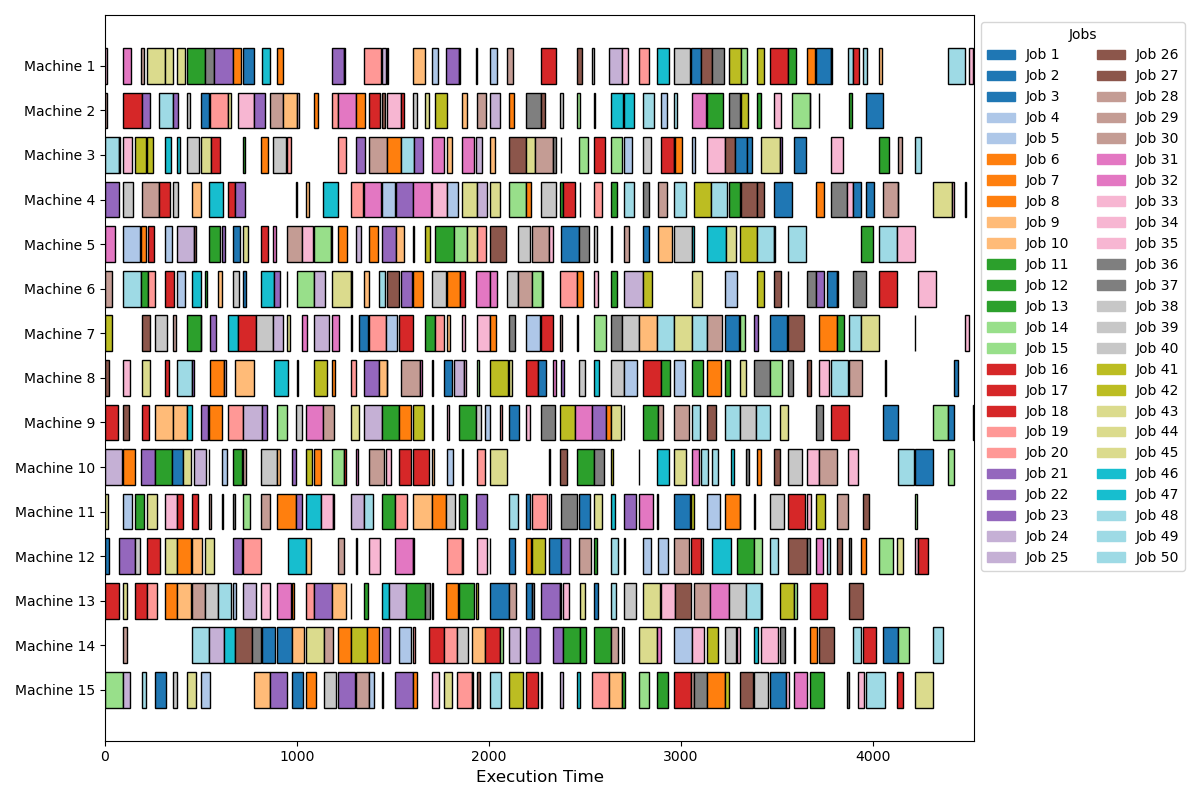 Machine 1
Machine 2
Machine 3
Machine 4
Machine 5
Machine 6
Machine 7
Machine 8
Machine 9
Machine 10
Machine 11
Machine 12
Machine 13
Machine 14
Machine 15
0 1000 2000 3000 4000
Execution Time
Jobs
Job 1
Job 2
Job 3
Job 4
Job 5
Job 6
Job 7
Job 8
Job 9
Job 10
Job 11
Job 12
Job 13
Job 14
Job 15
Job 16
Job 17
Job 18
Job 19
Job 20
Job 21
Job 22
Job 23
Job 24
Job 25
Job 26
Job 27
Job 28
Job 29
Job 30
Job 31
Job 32
Job 33
Job 34
Job 35
Job 36
Job 37
Job 38
Job 39
Job 40
Job 41
Job 42
Job 43
Job 44
Job 45
Job 46
Job 47
Job 48
Job 49
Job 50